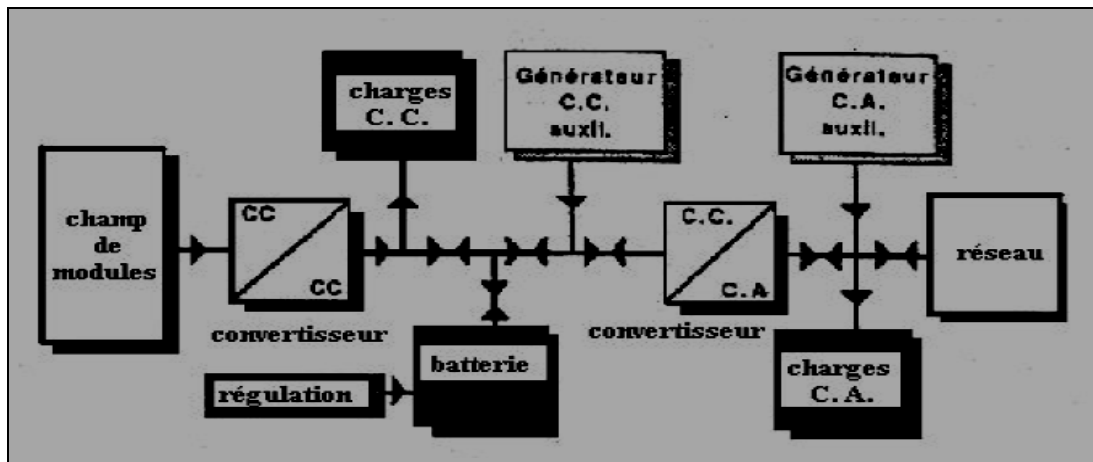 charges
C. C.
Générateur
C.C.
auxil.
Générateur
C.A.
auxil.
champ
de
modules
CC
CC
convertisseur
C.C.
C.A
convertisseur
réseau
batterie
régulation
charges
C. A.